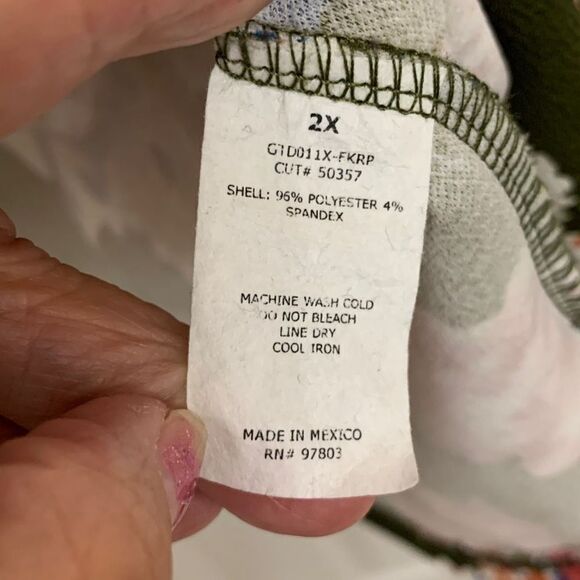 2X
G1D011X-FKRP
CUT# 50357
SHELL: 96% POLYESTER 4%
SPANDEX
MACHINE WASH COLD
DO NOT BLEACH
LINE DRY
COOL IRON
MADE IN MEXICO
RN# 97803